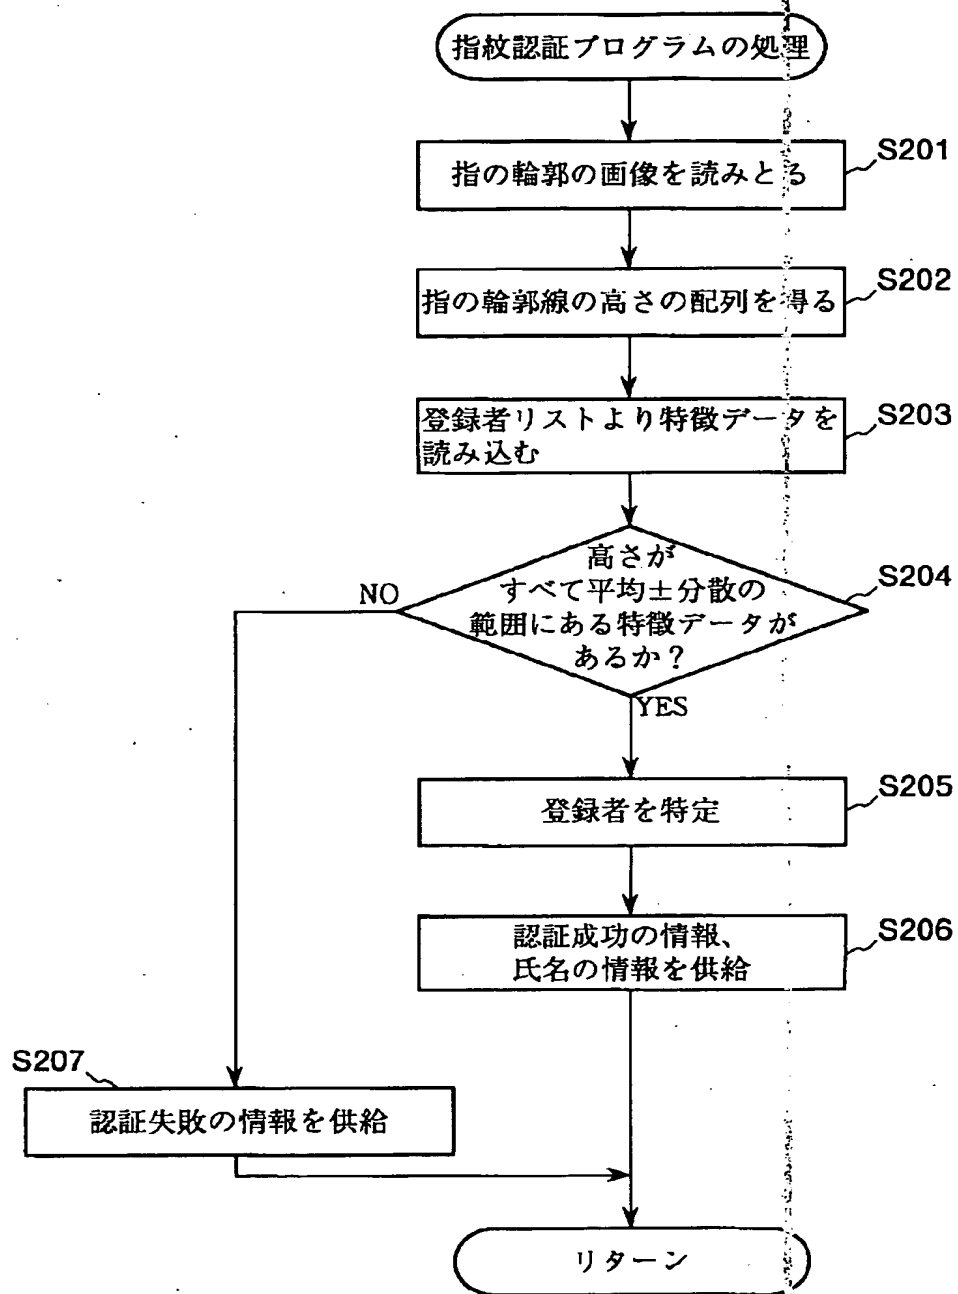 指紋認証プログラムの処理
S201
指の輪郭の画像を読みとる
S202
指の輪郭線の高さの配列を得る
S203
登録者リストより特徴データを
読み込む
S204
高さが
すべて平均±分散の
範囲にある特徴データが
あるか？
NO
YES
S205
登録者を特定
S206
認証成功の情報、
氏名の情報を供給
S207
認証失敗の情報を供給
リターン